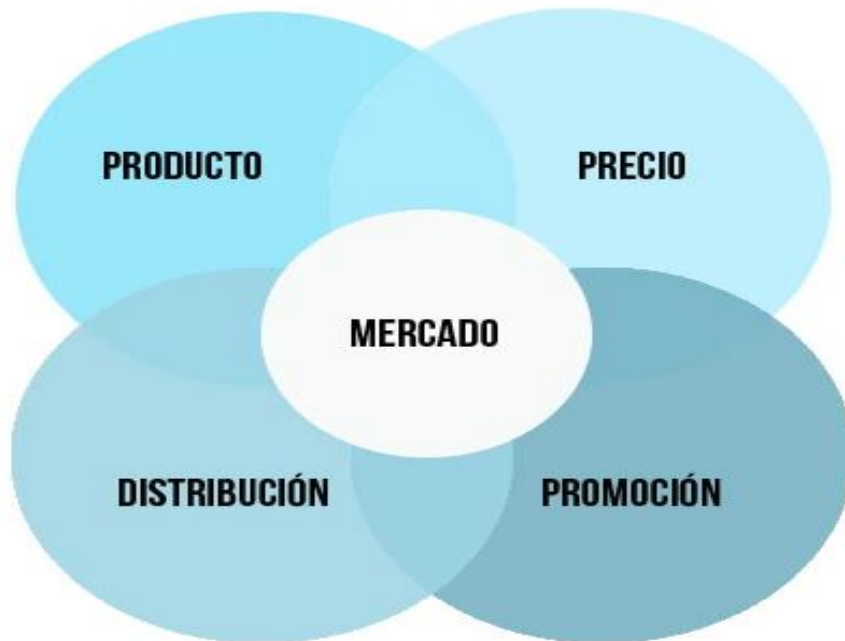 PRODUCTO
PRECIO
MERCADO
DISTRIBUCIÓN
PROMOCIÓN